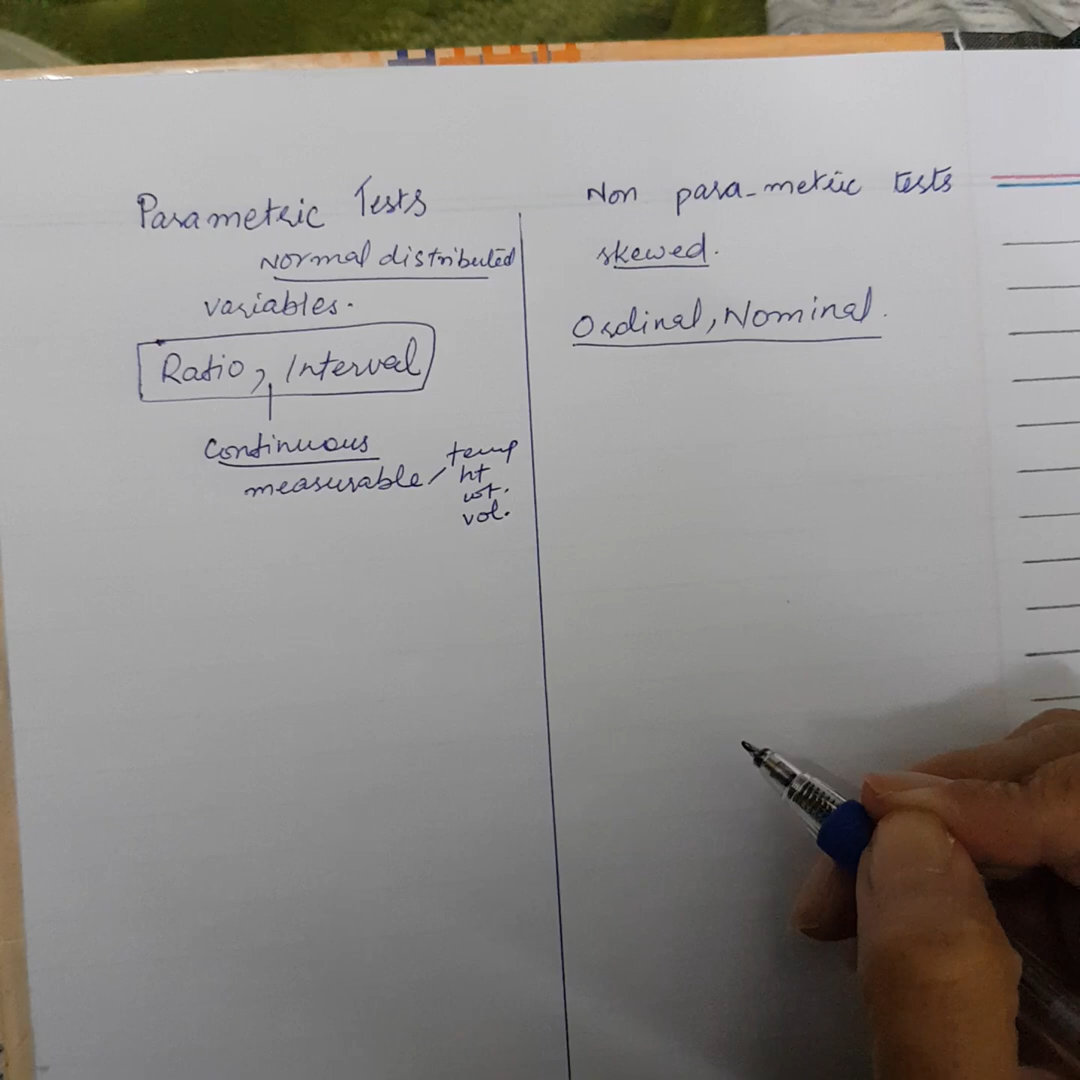 Parametric Tests
Normal distributed
variables.
Ratio, Interval
Continuous
measurable
temp
ht
wt.
vol.
Non para-metric tests
skewed.
Ordinal, Nominal.